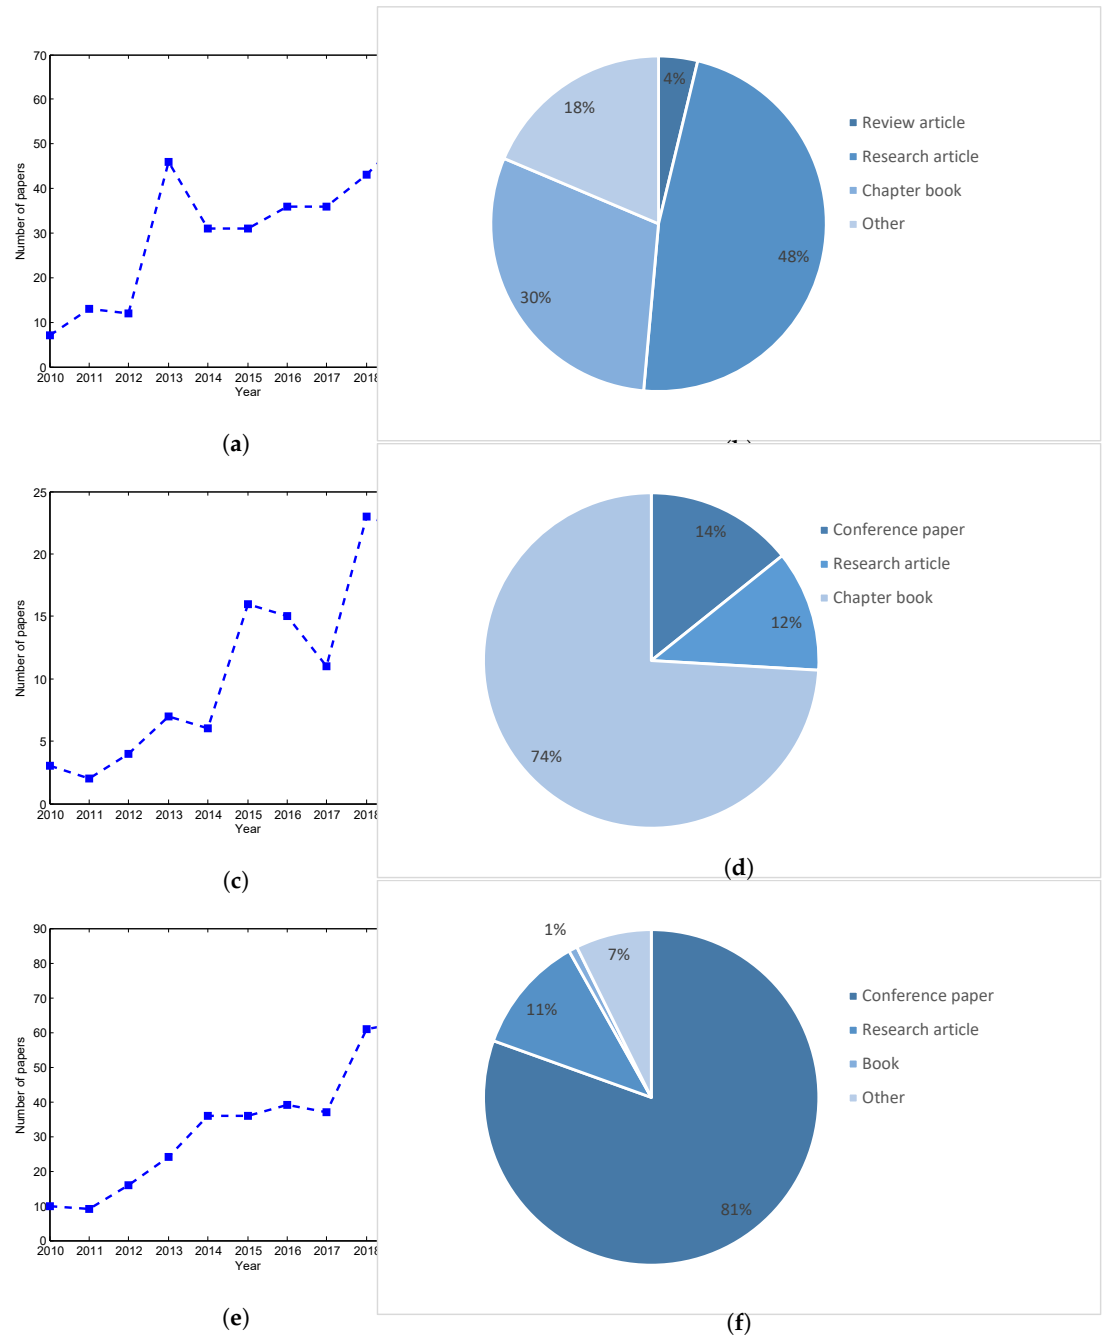 70
60
50
40
30
20
10
0
Number of papers
2010 2011 2012 2013 2014 2015 2016 2017 2018
Year
(a)
4%
18%
48%
30%
Review article
Research article
Chapter book
Other
25
20
15
10
5
0
Number of papers
2010 2011 2012 2013 2014 2015 2016 2017 2018
Year
(c)
14%
12%
74%
Conference paper
Research article
Chapter book
(d)
90
80
70
60
50
40
30
20
10
0
Number of papers
2010 2011 2012 2013 2014 2015 2016 2017 2018
Year
(e)
1%
7%
11%
81%
Conference paper
Research article
Book
Other
(f)